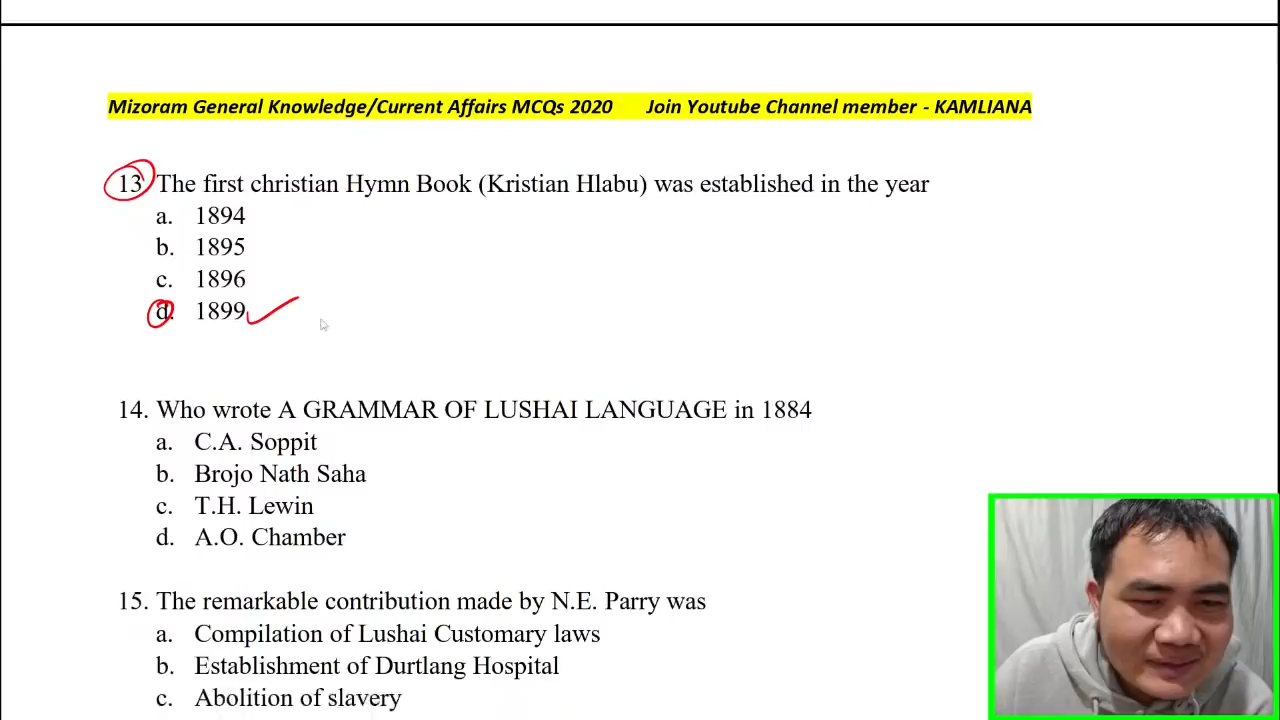 Mizoram General Knowledge/Current Affairs MCQs 2020 Join Youtube Channel member - KAMLIANA
13 The first christian Hymn Book (Kristian Hlabu) was established in the year
a. 1894
b. 1895
c. 1896
d. 1899
14. Who wrote A GRAMMAR OF LUSHAI LANGUAGE in 1884
a. C.A. Soppit
b. Brojo Nath Saha
c. T.H. Lewin
d. A.O. Chamber
15. The remarkable contribution made by N.E. Parry was
a. Compilation of Lushai Customary laws
b. Establishment of Durtlang Hospital
c. Abolition of slavery